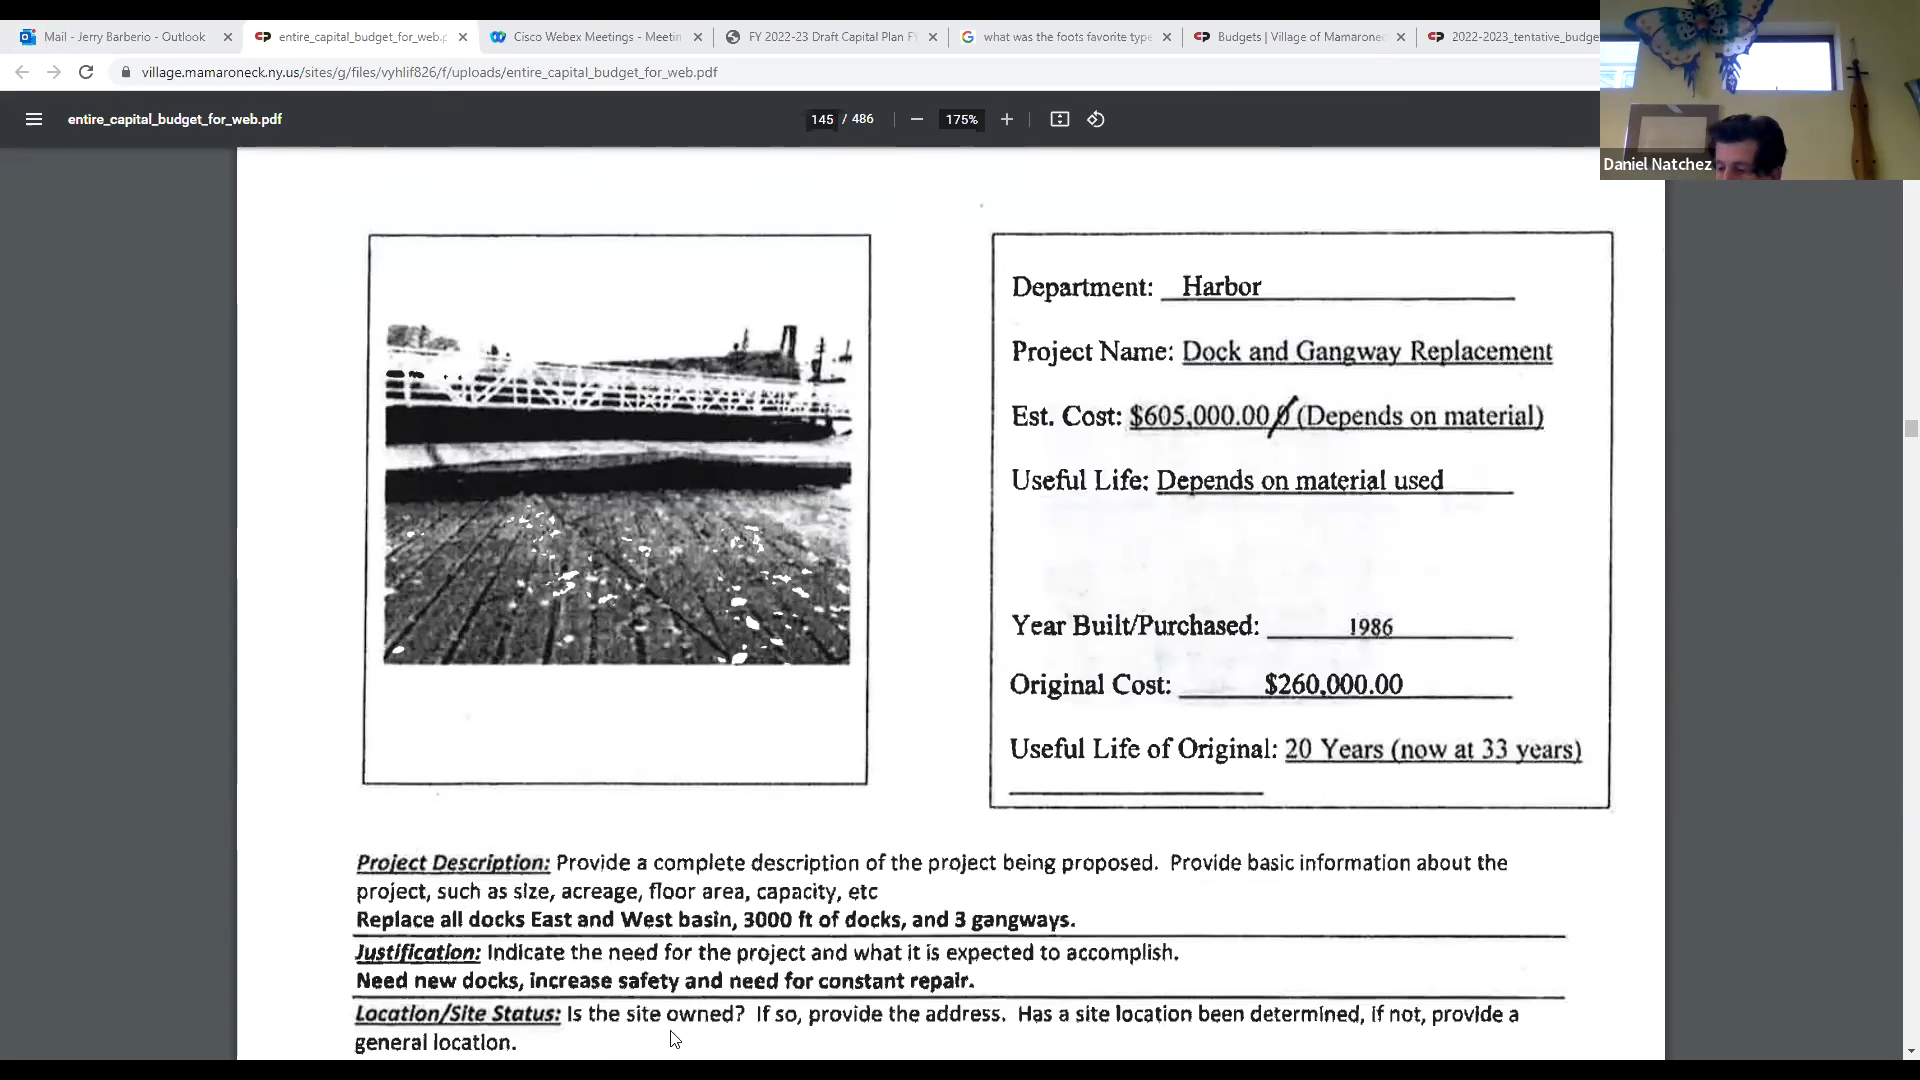 Mail - Jerry Barberio - Outlook
entire_capital_budget_for_web.p
Cisco Webex Meetings - Meetin
FY 2022-23 Draft Capital Plan FY
what was the foots favorite type
Budgets | Village of Mamaronec
2022-2023_tentative_budge
village.mamaroneck.ny.us/sites/g/files/vyhlif826/f/uploads/entire_capital_budget_for_web.pdf
entire_capital_budget_for_web.pdf
145 / 486
175%
Daniel Natchez
Department: Harbor
Project Name: Dock and Gangway Replacement
Est. Cost: $605,000.00 (Depends on material)
Useful Life: Depends on material used
Year Built/Purchased: 1986
Original Cost: $260,000.00
Useful Life of Original: 20 Years (now at 33 years)
Project Description: Provide a complete description of the project being proposed. Provide basic information about the
project, such as size, acreage, floor area, capacity, etc
Replace all docks East and West basin, 3000 ft of docks, and 3 gangways.
Justification: Indicate the need for the project and what it is expected to accomplish.
Need new docks, increase safety and need for constant repair.
Location/Site Status: Is the site owned? If so, provide the address. Has a site location been determined, if not, provide a
general location.